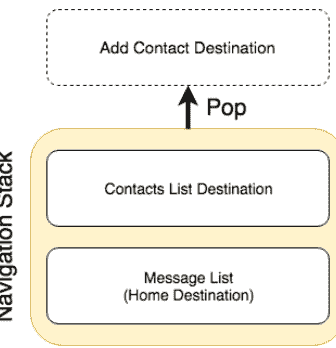 Add Contact Destination
Pop
Navigation Stack
Contacts List Destination
Message List
(Home Destination)